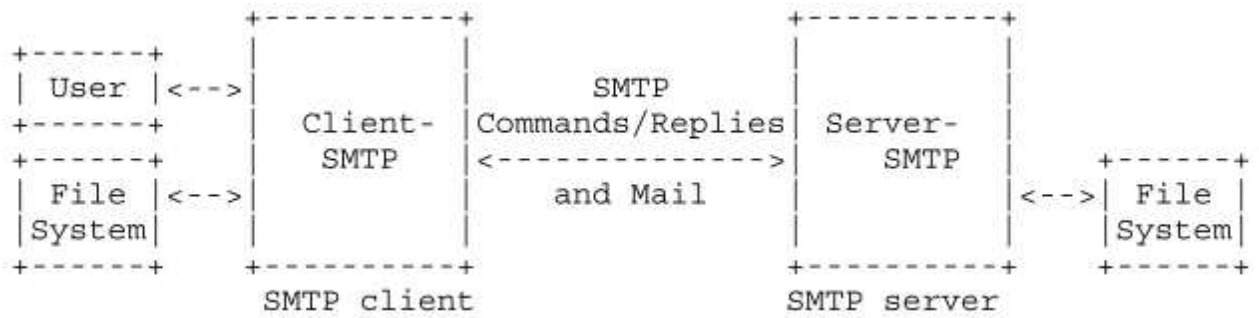 User
SMTP
Client-
Commands/Replies
Server-
SMTP
SMTP
File
and Mail
File
System
System
SMTP client
SMTP server